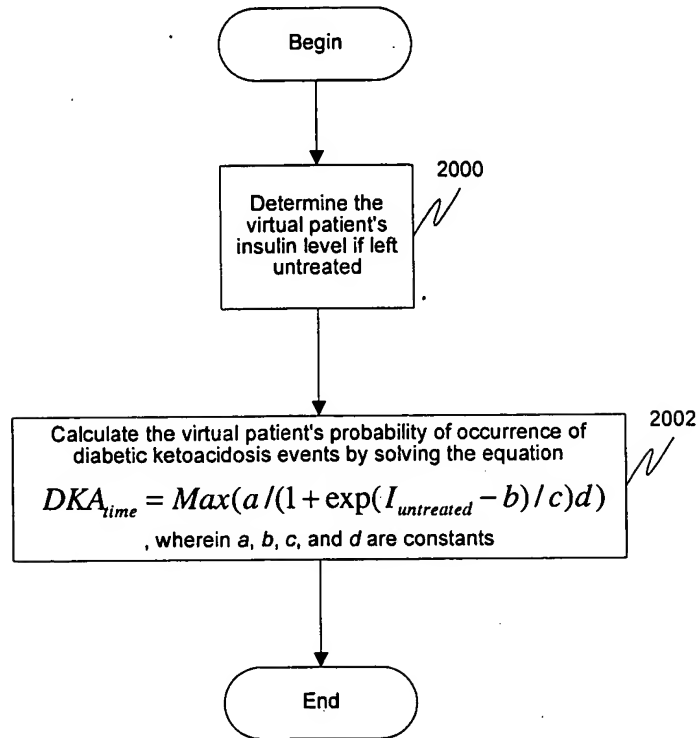 Begin
2000
Determine the
virtual patient's
insulin level if left
untreated
2002
Calculate the virtual patient's probability of occurrence of
diabetic ketoacidosis events by solving the equation
DKA_time = Max(a/(1+exp(I_untreated − b)/c)d)
, wherein a, b, c, and d are constants
End